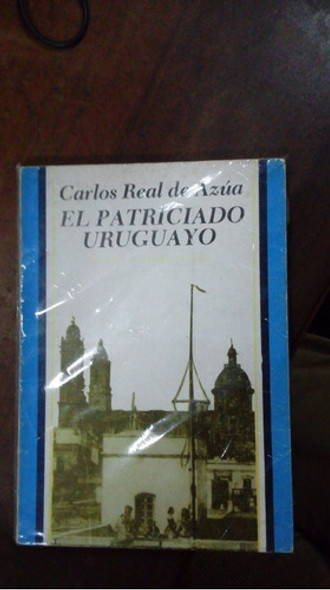 Carlos Real de Azúa
EL PATRICIADO
URUGUAYO